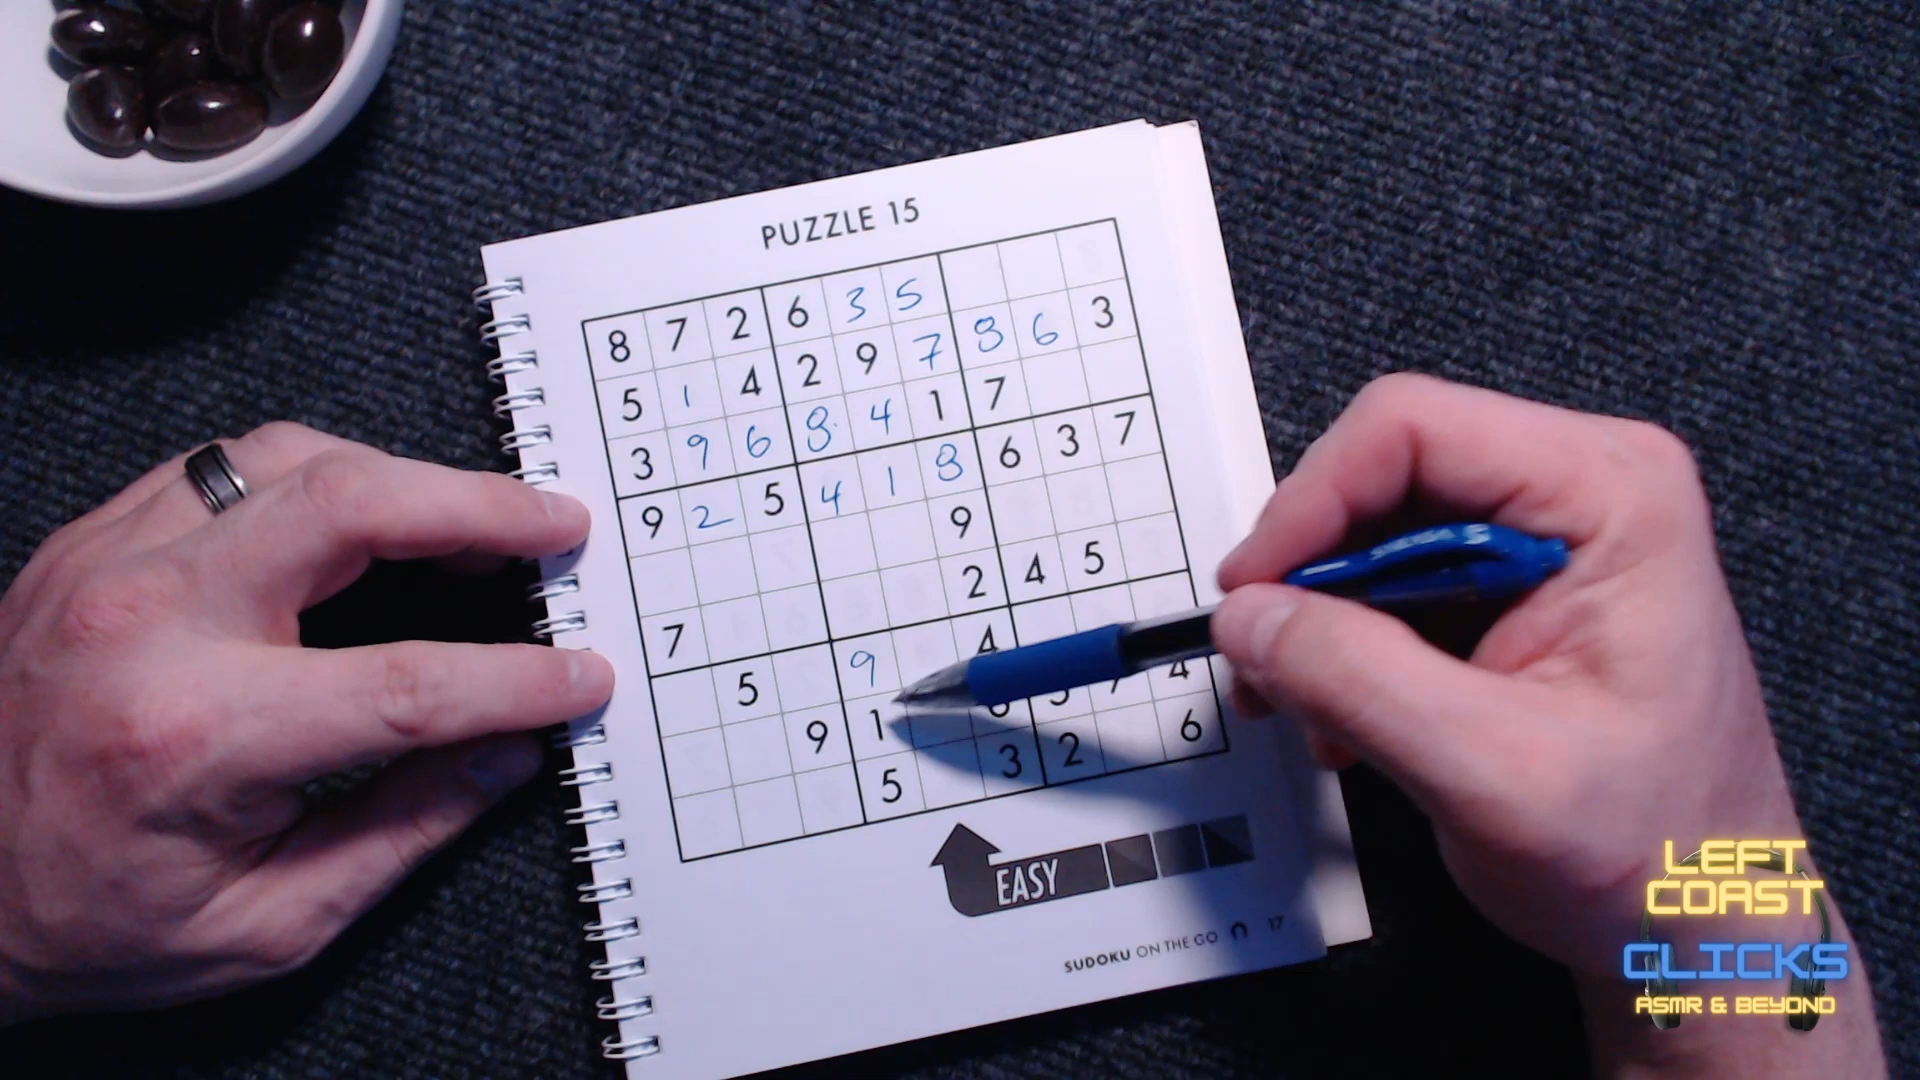 PUZZLE 15
8 7 2 6 3 5
5 1 4 2 9 7 8 6 3
3 9 6 8 4 1 7
9 2 5 4 1 8 6 3 7
9
7 2 4 5
5 9 4
9 1 6 7 4
5 3 2 6
EASY
SUDOKU ON THE GO 17
LEFT
COAST
CLICKS
ASMR & BEYOND